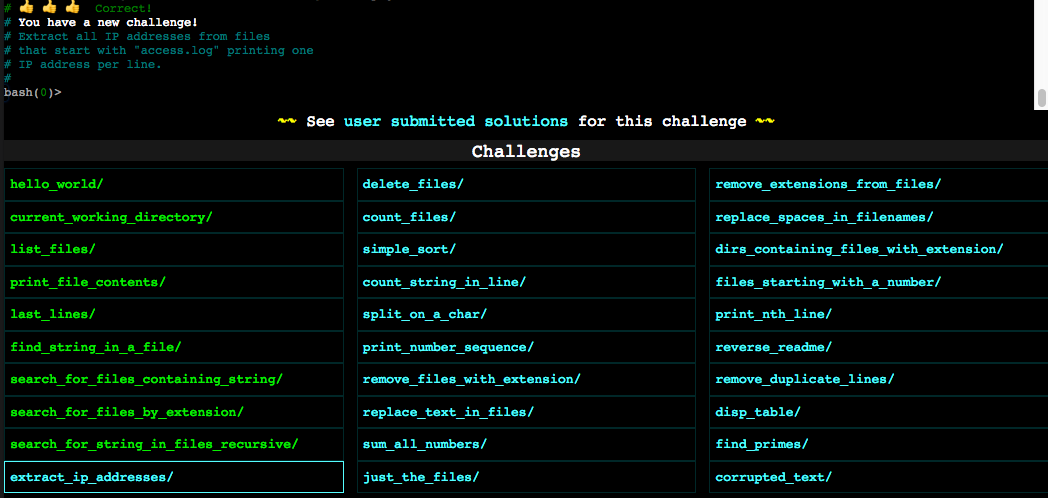 # 👍 👍 👍 Correct!
# You have a new challenge!
# Extract all IP addresses from files
# that start with "access.log" printing one
# IP address per line.
#
bash(0)>
See user submitted solutions for this challenge
Challenges
hello_world/ delete_files/ remove_extensions_from_files/
current_working_directory/ count_files/ replace_spaces_in_filenames/
list_files/ simple_sort/ dirs_containing_files_with_extension/
print_file_contents/ count_string_in_line/ files_starting_with_a_number/
last_lines/ split_on_a_char/ print_nth_line/
find_string_in_a_file/ print_number_sequence/ reverse_readme/
search_for_files_containing_string/ remove_files_with_extension/ remove_duplicate_lines/
search_for_files_by_extension/ replace_text_in_files/ disp_table/
search_for_string_in_files_recursive/ sum_all_numbers/ find_primes/
extract_ip_addresses/ just_the_files/ corrupted_text/